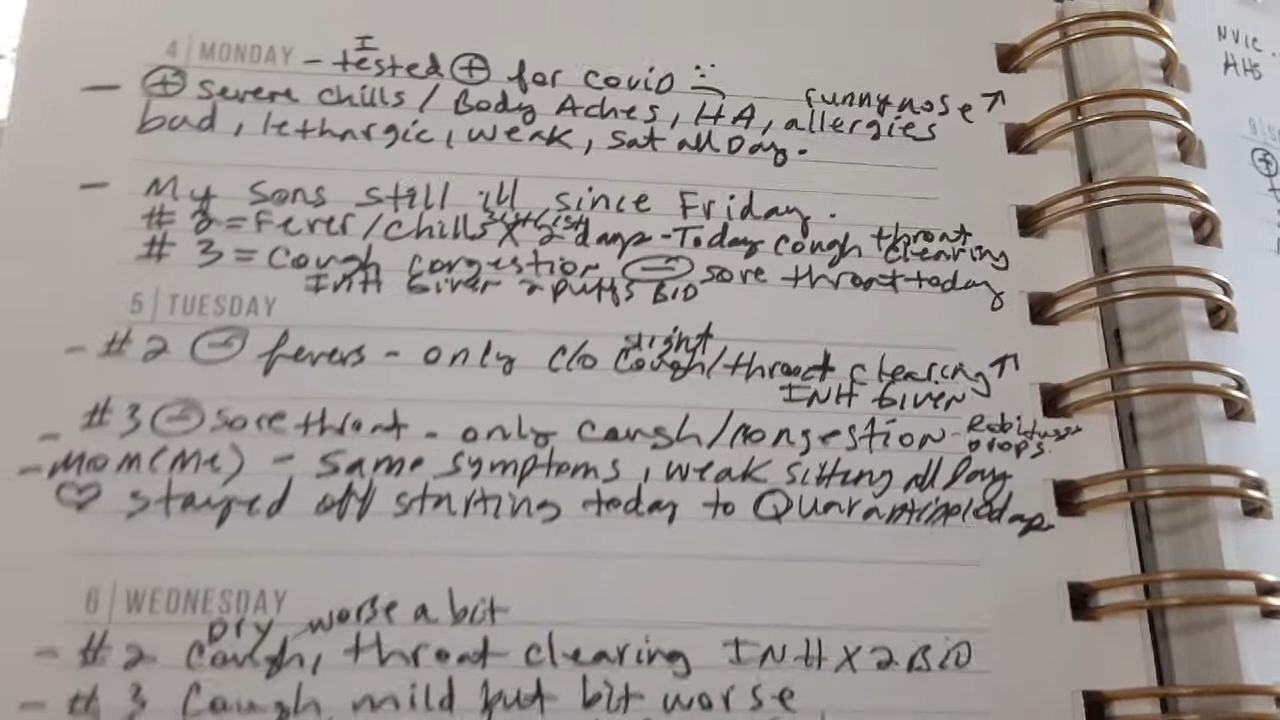 4 | MONDAY - I tested ⊕ for covid
- ⊕ severe chills / Body Aches, HA, allergies runny nose ↑
bad, lethargic, weak, sat all Day.
- My sons still ill since Friday.
# 2 = Fever/chills x 2 days - Today cough throat clearing
# 3 = Cough congestion ⊖ sore throat today
INH Given 2 puffs BID
5 | TUESDAY
- #2 ⊖ fevers - only c/o slight cough/throat clearing ↑
INH Given
- #3 ⊖ sore throat - only cough/congestion - drops
- MOM (Me) - same symptoms, weak sitting all Day
♡ stayed off starting today to Quarantine
6 | WEDNESDAY
- #2 Dry cough, worse a bit throat clearing INH X 2 BID
- # 3 Cough mild but bit worse
NVIC.
AHS